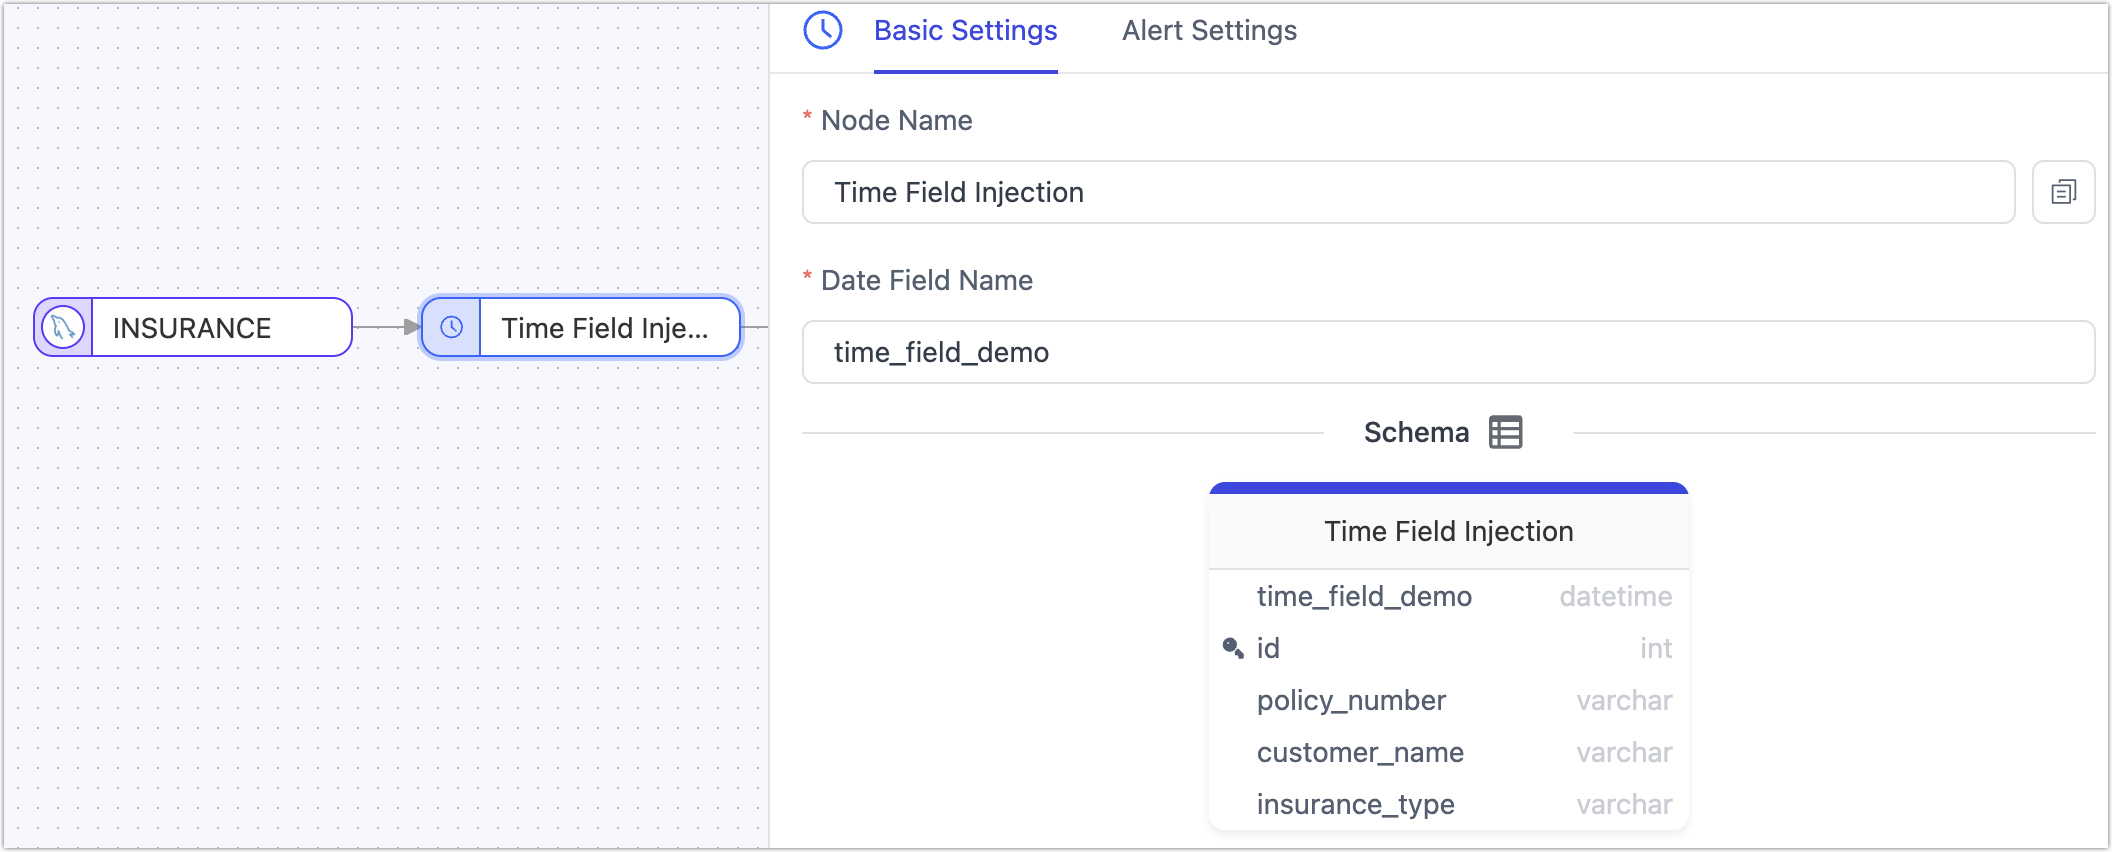 Basic Settings Alert Settings
* Node Name
Time Field Injection
* Date Field Name
time_field_demo
INSURANCE
Time Field Inje...
Schema
Time Field Injection
time_field_demo datetime
id int
policy_number varchar
customer_name varchar
insurance_type varchar